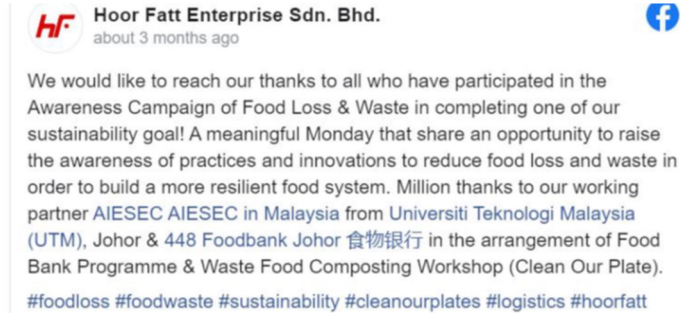 HF
Hoor Fatt Enterprise Sdn. Bhd.
about 3 months ago
We would like to reach our thanks to all who have participated in the
Awareness Campaign of Food Loss & Waste in completing one of our
sustainability goal! A meaningful Monday that share an opportunity to raise
the awareness of practices and innovations to reduce food loss and waste in
order to build a more resilient food system. Million thanks to our working
partner AIESEC AIESEC in Malaysia from Universiti Teknologi Malaysia
(UTM), Johor & 448 Foodbank Johor 食物银行 in the arrangement of Food
Bank Programme & Waste Food Composting Workshop (Clean Our Plate).
#foodloss #foodwaste #sustainability #cleanourplates #logistics #hoorfatt